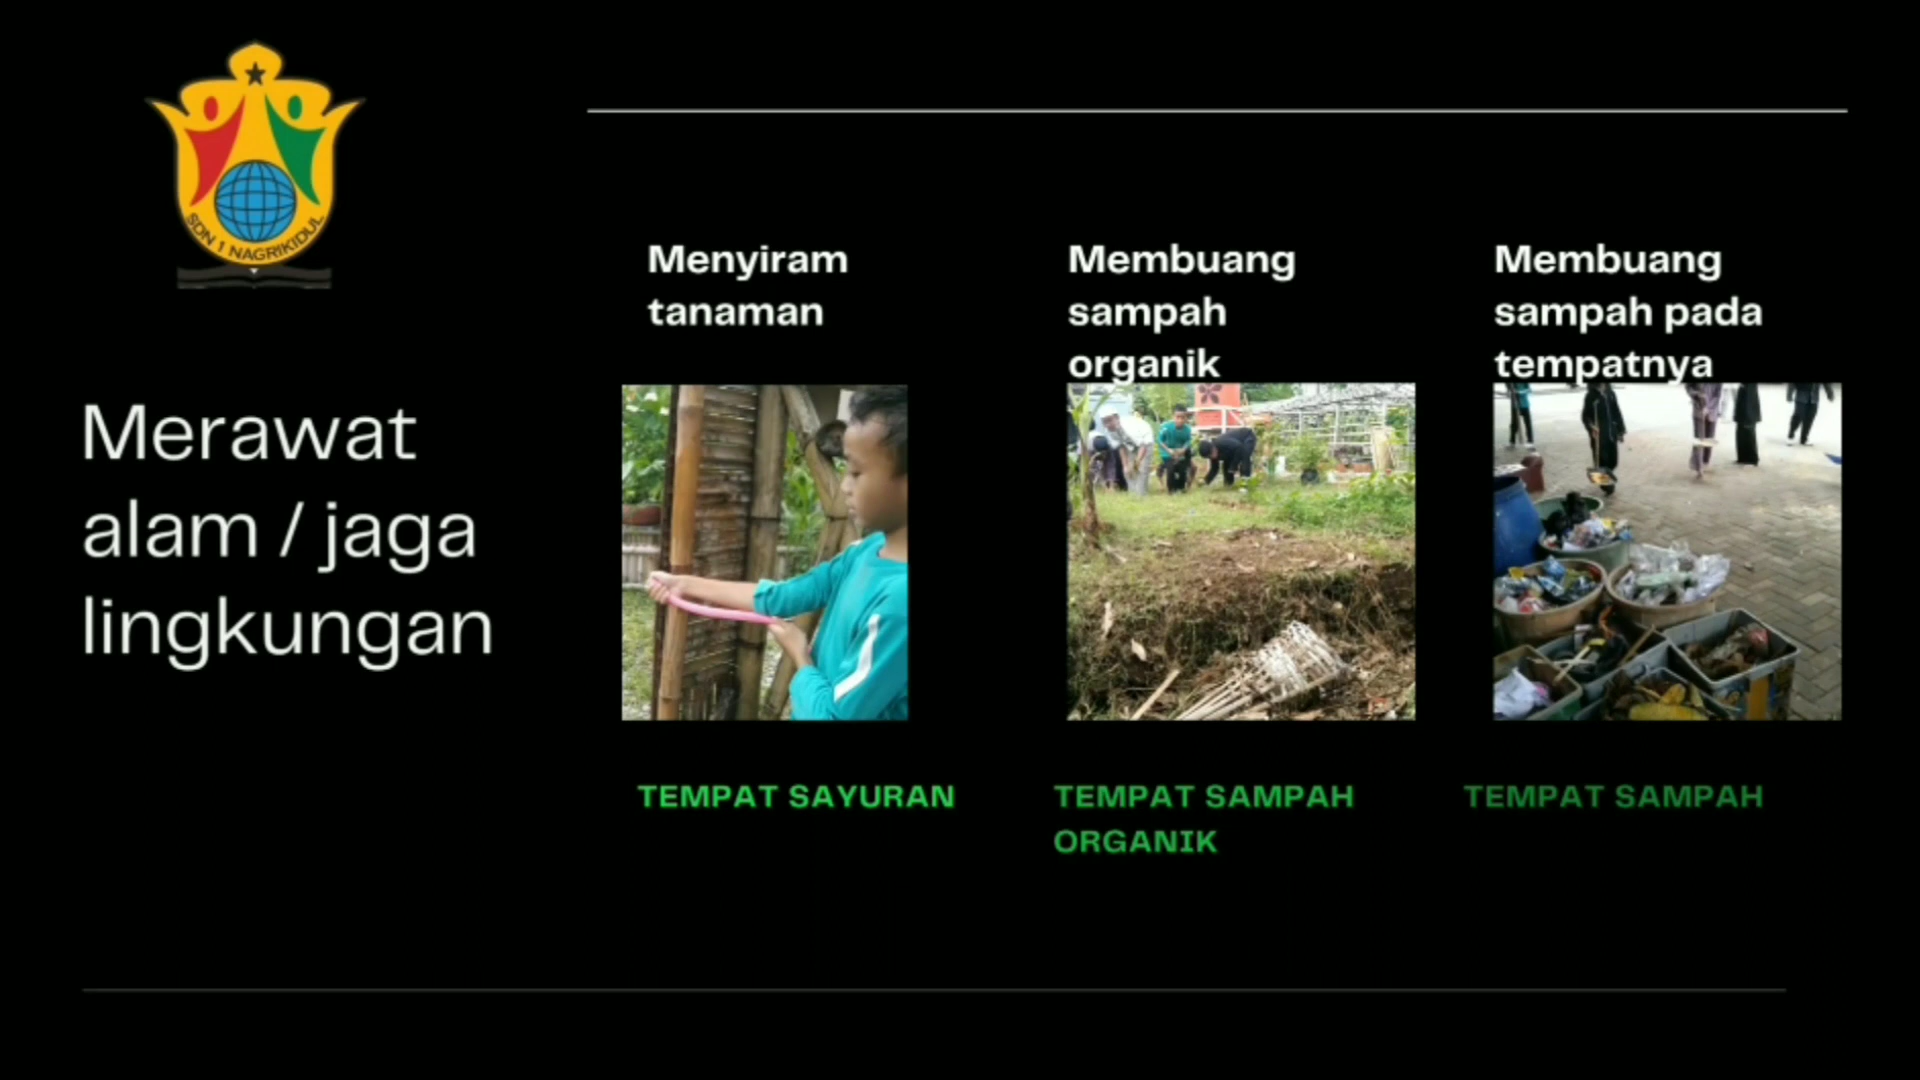 SDN 1 NAGRIKIDUL
Merawat
alam / jaga
lingkungan
Menyiram
tanaman
TEMPAT SAYURAN
Membuang
sampah
organik
TEMPAT SAMPAH
ORGANIK
Membuang
sampah pada
tempatnya
TEMPAT SAMPAH